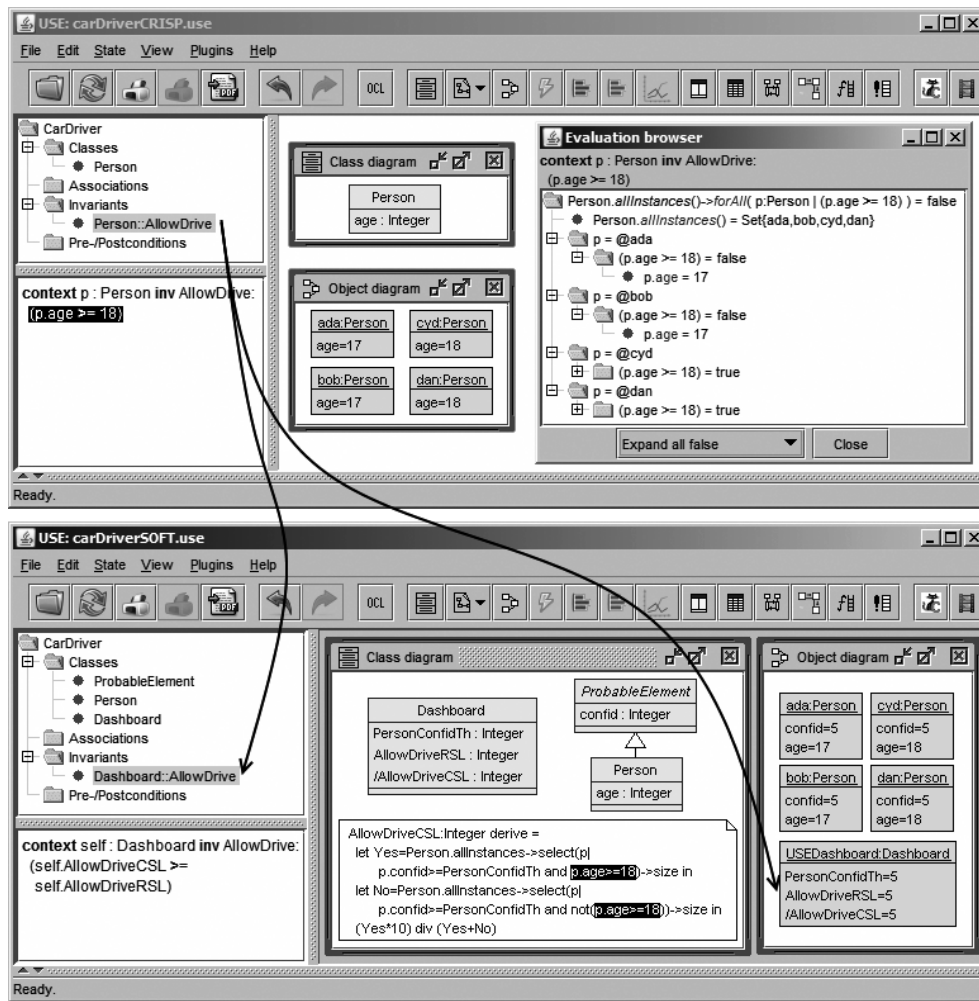 USE: carDriverCRISP.use
File Edit State View Plugins Help
OCL
PDF
CarDriver
Classes
Person
Associations
Invariants
Person::AllowDrive
Pre-/Postconditions
context p : Person inv AllowDrive:
(p.age >= 18)
Class diagram
Person
age : Integer
Object diagram
ada:Person
age=17
cyd:Person
age=18
bob:Person
age=17
dan:Person
age=18
Evaluation browser
context p : Person inv AllowDrive:
(p.age >= 18)
Person.allInstances()->forAll( p:Person | (p.age >= 18) ) = false
Person.allInstances() = Set{ada,bob,cyd,dan}
p = @ada
(p.age >= 18) = false
p.age = 17
p = @bob
(p.age >= 18) = false
p.age = 17
p = @cyd
(p.age >= 18) = true
p = @dan
(p.age >= 18) = true
Expand all false
Close
Ready.
USE: carDriverSOFT.use
File Edit State View Plugins Help
PDF
OCL
CarDriver
Classes
ProbableElement
Person
Dashboard
Associations
Invariants
Dashboard::AllowDrive
Pre-/Postconditions
context self : Dashboard inv AllowDrive:
(self.AllowDriveCSL >=
self.AllowDriveRSL)
Class diagram
Dashboard
PersonConfidTh : Integer
AllowDriveRSL : Integer
/AllowDriveCSL : Integer
ProbableElement
confid : Integer
Person
age : Integer
AllowDriveCSL:Integer derive =
let Yes=Person.allInstances->select(p|
p.confid>=PersonConfidTh and p.age>=18)->size in
let No=Person.allInstances->select(p|
p.confid>=PersonConfidTh and not(p.age>=18))->size in
(Yes*10) div (Yes+No)
Object diagram
ada:Person
confid=5
age=17
cyd:Person
confid=5
age=18
bob:Person
confid=5
age=17
dan:Person
confid=5
age=18
USEDashboard:Dashboard
PersonConfidTh=5
AllowDriveRSL=5
/AllowDriveCSL=5
Ready.